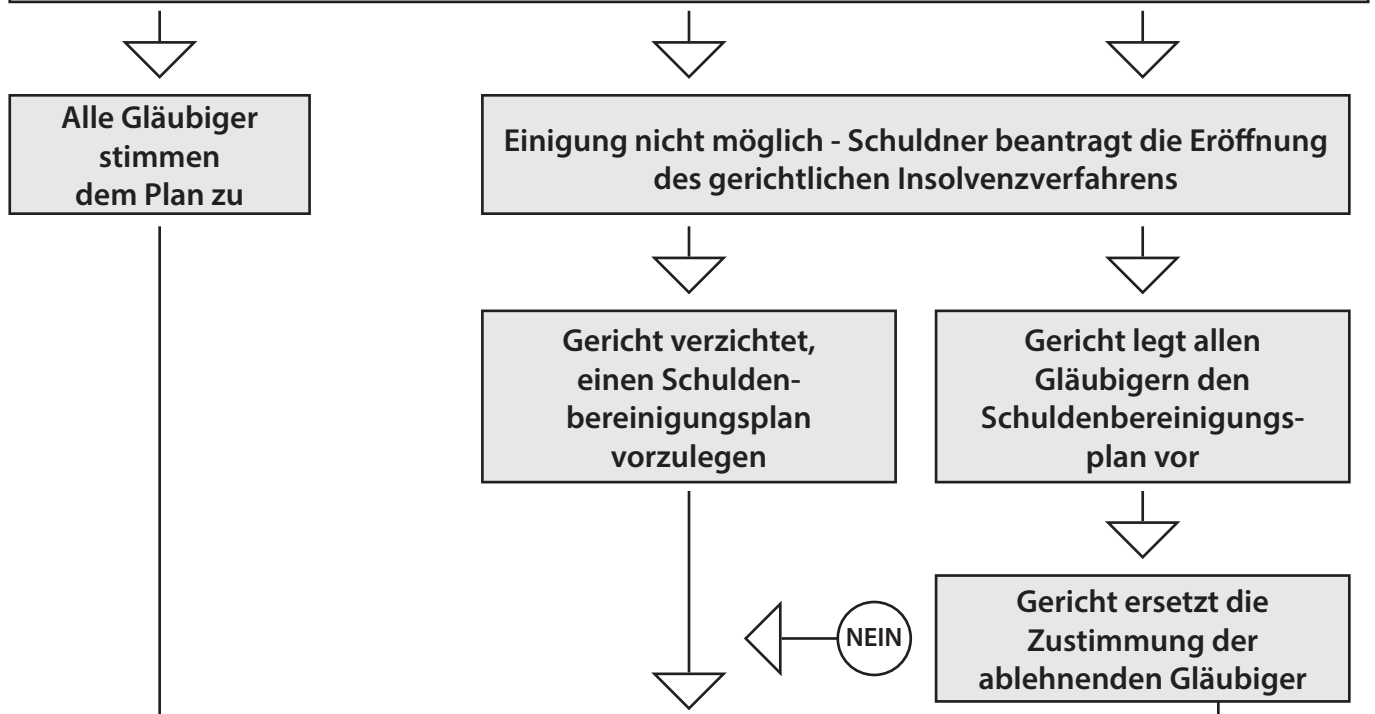 Alle Gläubiger
stimmen
dem Plan zu
Einigung nicht möglich - Schuldner beantragt die Eröffnung
des gerichtlichen Insolvenzverfahrens
Gericht verzichtet,
einen Schulden-
bereinigungsplan
vorzulegen
Gericht legt allen
Gläubigern den
Schuldenbereinigungs-
plan vor
NEIN
Gericht ersetzt die
Zustimmung der
ablehnenden Gläubiger